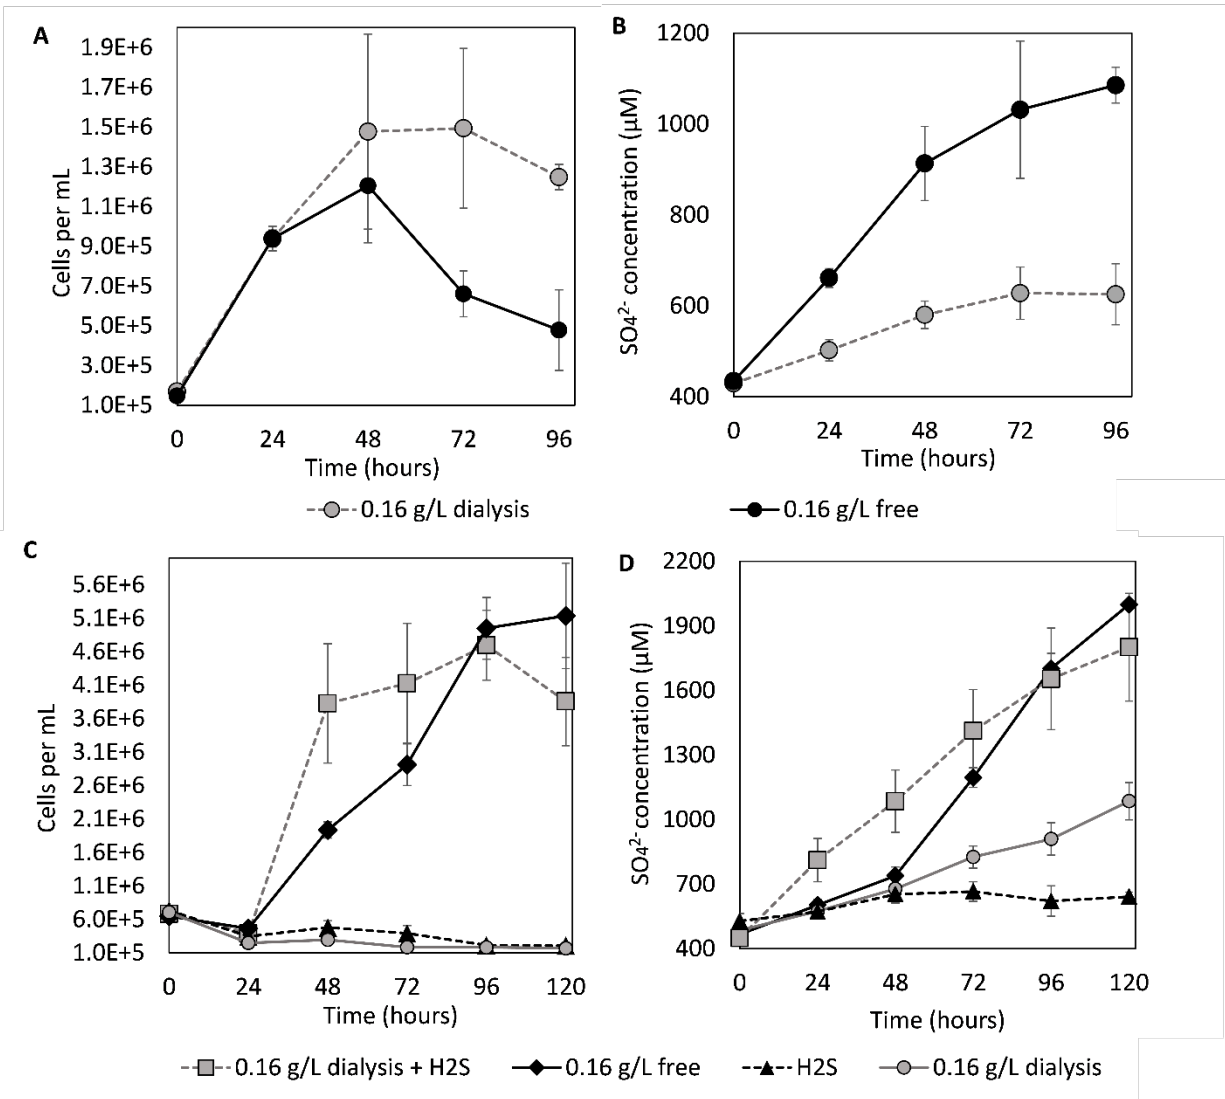 A
1.9E+6
1.7E+6
1.5E+6
1.3E+6
1.1E+6
9.0E+5
7.0E+5
5.0E+5
3.0E+5
1.0E+5
Cells per mL
0 24 48 72 96
Time (hours)
B
1200
1000
800
600
400
SO4²⁻ concentration (µM)
0 24 48 72 96
Time (hours)
0.16 g/L dialysis 0.16 g/L free
C
5.6E+6
5.1E+6
4.6E+6
4.1E+6
3.6E+6
3.1E+6
2.6E+6
2.1E+6
1.6E+6
1.1E+6
6.0E+5
1.0E+5
Cells per mL
0 24 48 72 96 120
Time (hours)
D
2200
1900
1600
1300
1000
700
400
SO4²⁻ concentration (µM)
0 24 48 72 96 120
Time (hours)
0.16 g/L dialysis + H2S 0.16 g/L free H2S 0.16 g/L dialysis